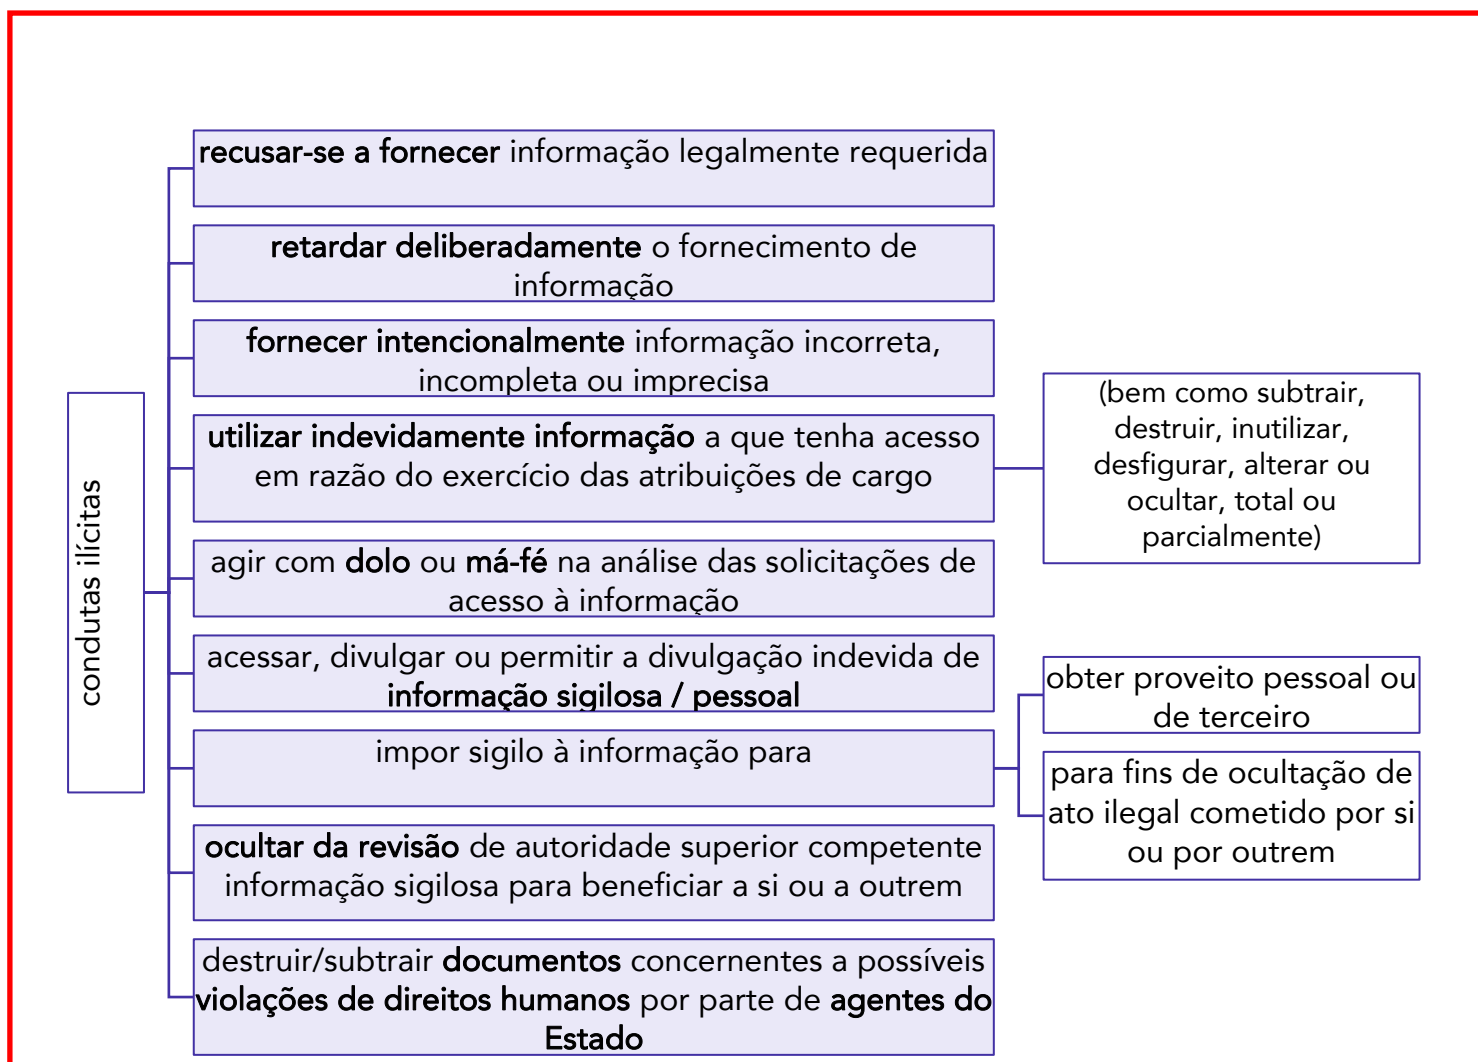 condutas ilícitas
recusar-se a fornecer informação legalmente requerida
retardar deliberadamente o fornecimento de
informação
fornecer intencionalmente informação incorreta,
incompleta ou imprecisa
utilizar indevidamente informação a que tenha acesso
em razão do exercício das atribuições de cargo
(bem como subtrair,
destruir, inutilizar,
desfigurar, alterar ou
ocultar, total ou
parcialmente)
agir com dolo ou má-fé na análise das solicitações de
acesso à informação
acessar, divulgar ou permitir a divulgação indevida de
informação sigilosa / pessoal
impor sigilo à informação para
obter proveito pessoal ou
de terceiro
para fins de ocultação de
ato ilegal cometido por si
ou por outrem
ocultar da revisão de autoridade superior competente
informação sigilosa para beneficiar a si ou a outrem
destruir/subtrair documentos concernentes a possíveis
violações de direitos humanos por parte de agentes do
Estado